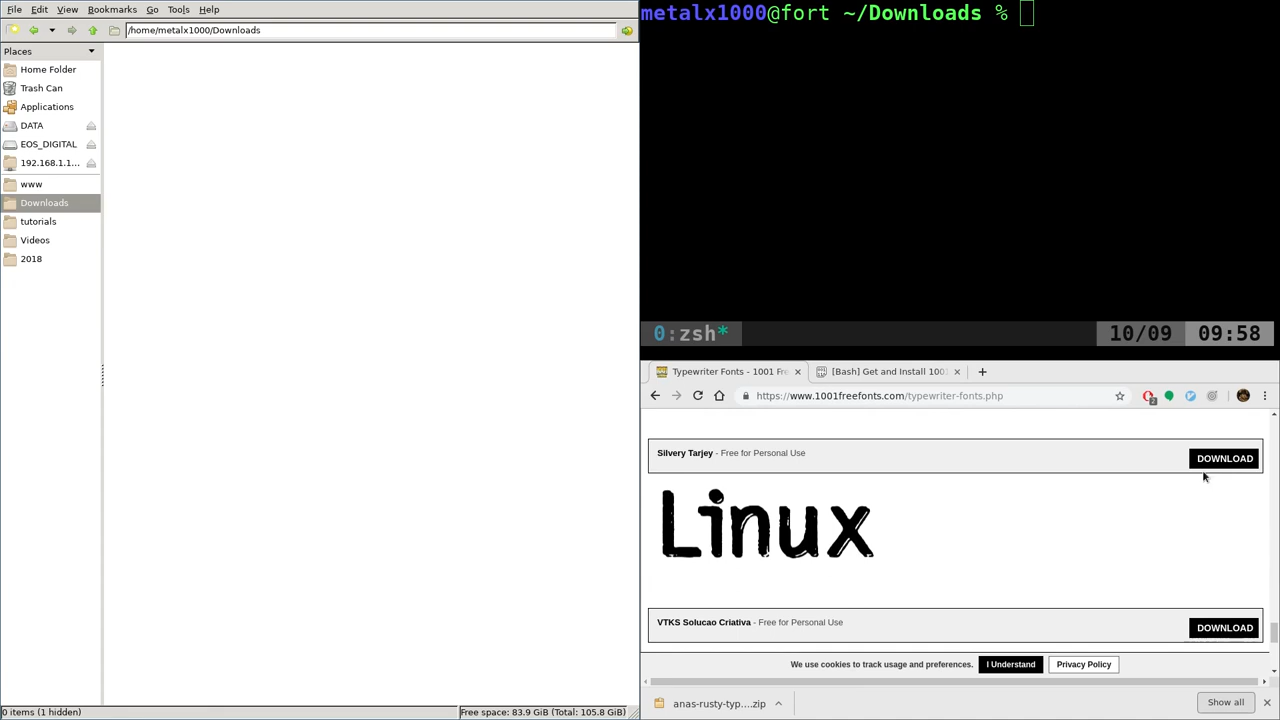 File Edit View Bookmarks Go Tools Help
/home/metalx1000/Downloads
Places
Home Folder
Trash Can
Applications
DATA
EOS_DIGITAL
192.168.1.1...
www
Downloads
tutorials
Videos
2018
0 items (1 hidden)
Free space: 83.9 GiB (Total: 105.8 GiB)
metalx1000@fort ~/Downloads %
0:zsh* 10/09 09:58
Typewriter Fonts - 1001 Fre
[Bash] Get and Install 1001
https://www.1001freefonts.com/typewriter-fonts.php
2
Silvery Tarjey - Free for Personal Use
DOWNLOAD
Linux
VTKS Solucao Criativa - Free for Personal Use
DOWNLOAD
We use cookies to track usage and preferences. I Understand Privacy Policy
anas-rusty-typ....zip
Show all